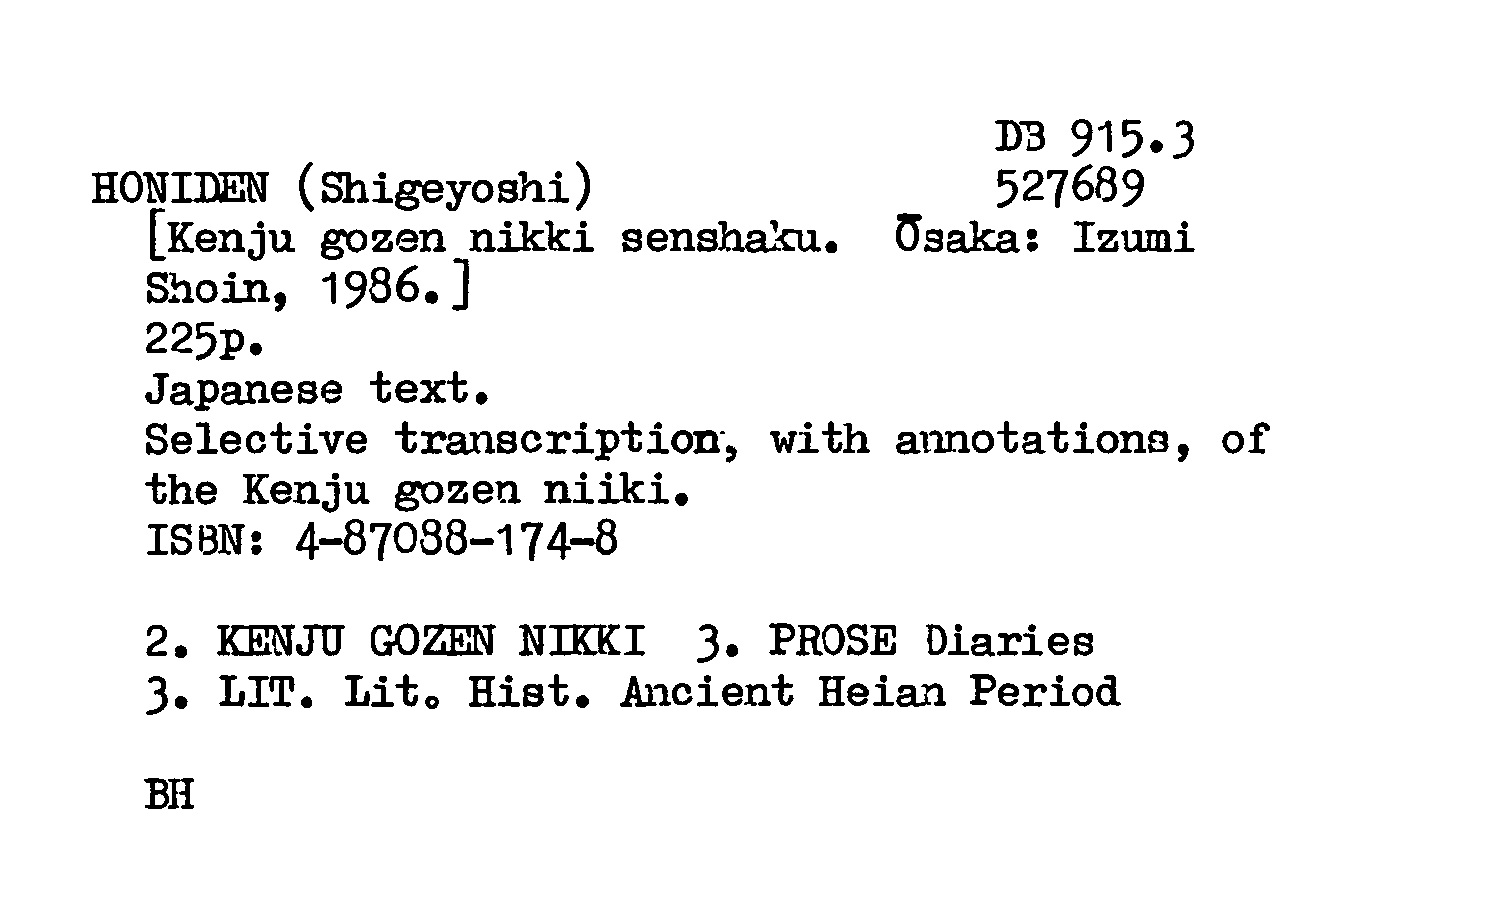 DB 915.3
HONIDEN (Shigeyoshi) 527689
[Kenju gozen nikki senshaku. Ōsaka: Izumi
Shoin, 1986.]
225p.
Japanese text.
Selective transcription, with annotations, of
the Kenju gozen niiki.
ISBN: 4-87088-174-8
2. KENJU GOZEN NIKKI 3. PROSE Diaries
3. LIT. Lit. Hist. Ancient Heian Period
BH